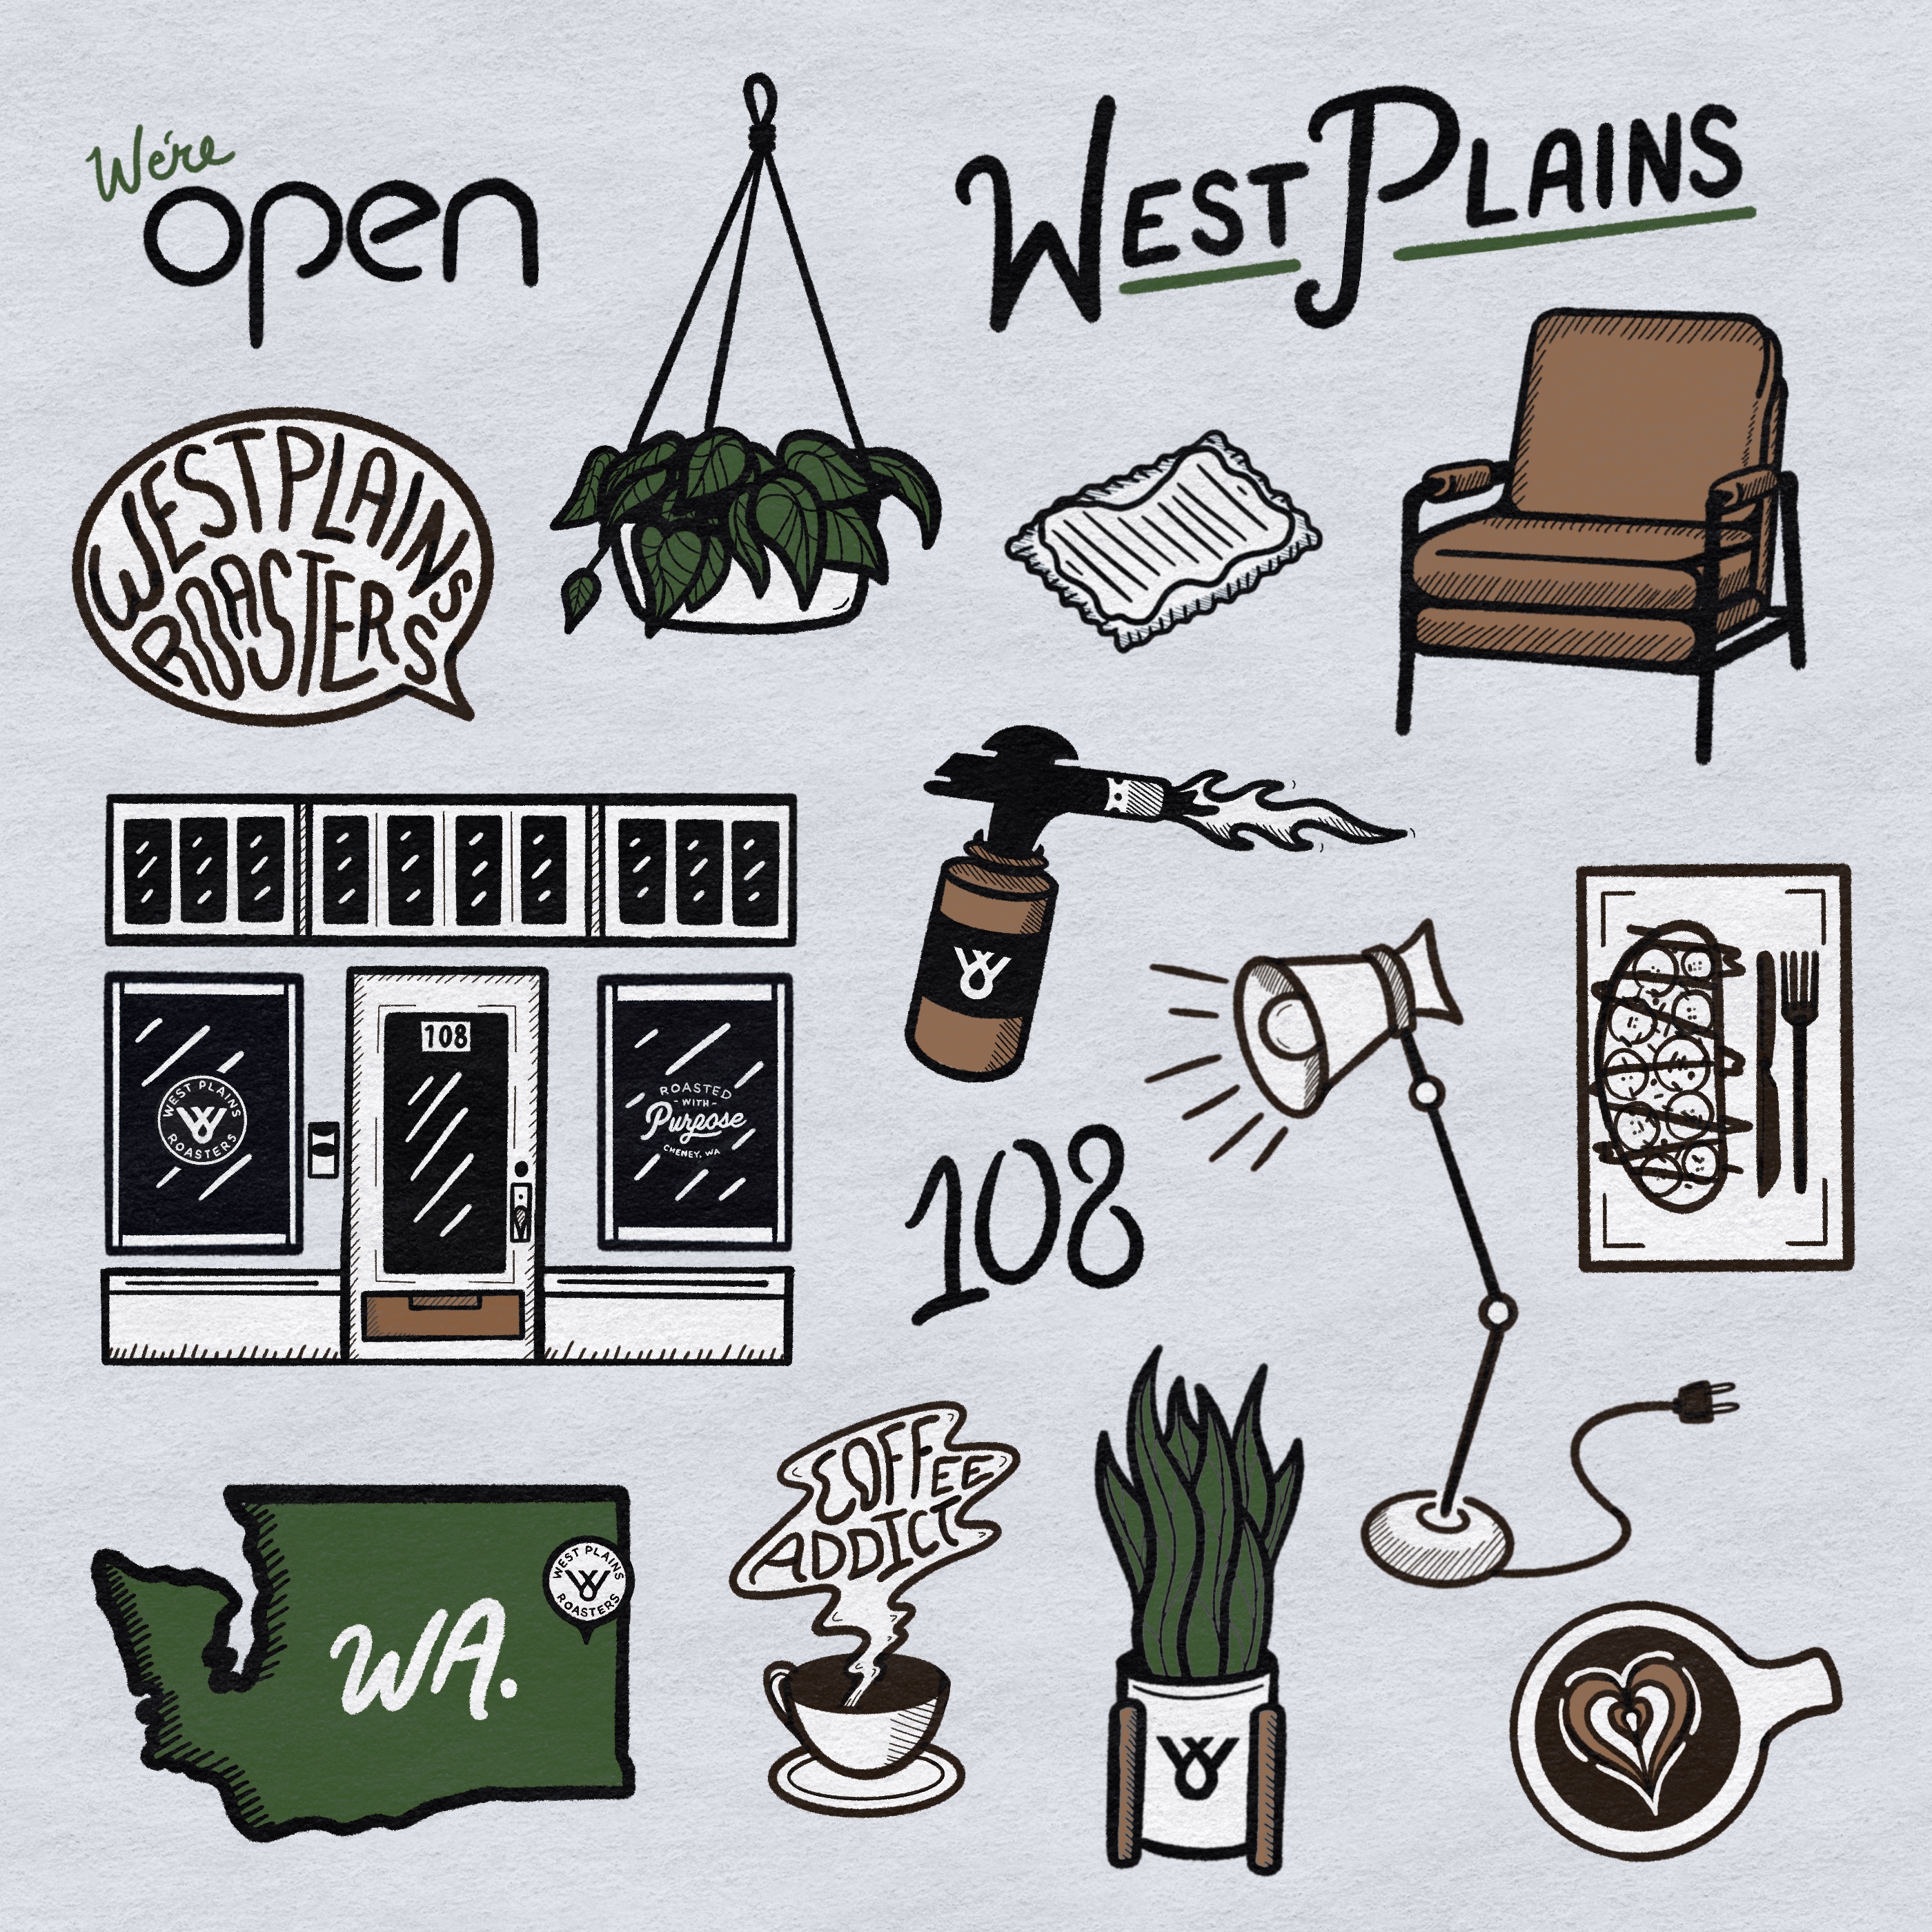 We're
open
WEST PLAINS
WEST PLAINS
ROASTERS
108
WEST PLAINS
ROASTERS
ROASTED
-WITH-
Purpose
CHENEY, WA
108
COFFEE
ADDICT
WA.
WEST PLAINS
ROASTERS